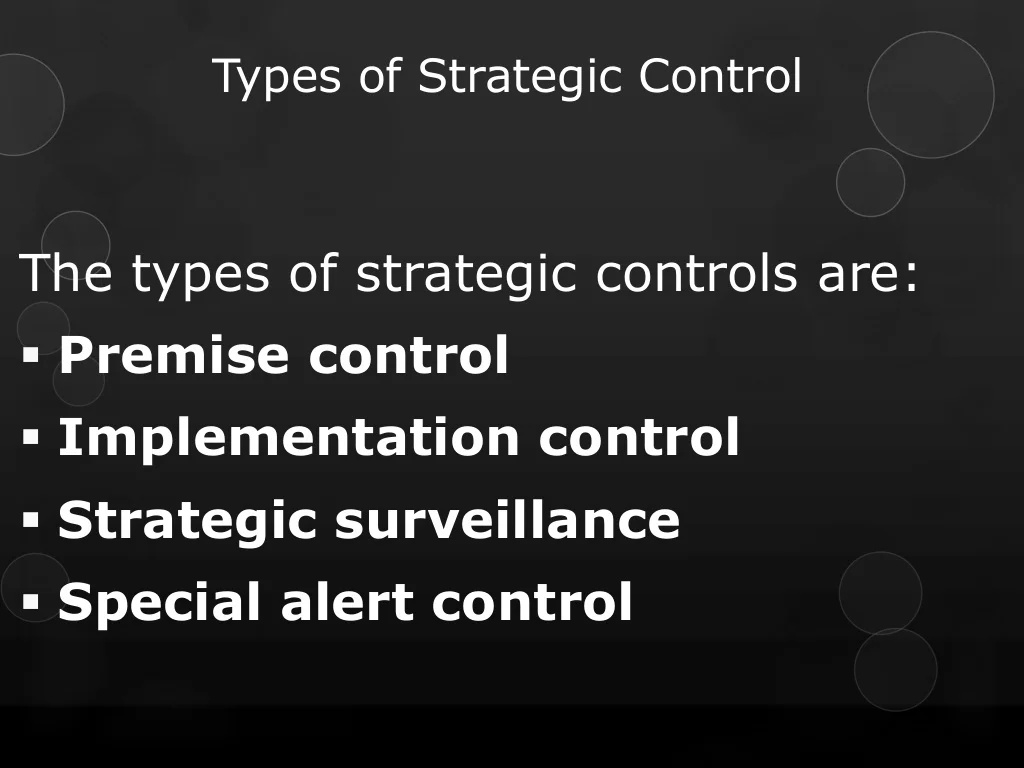 Types of Strategic Control
The types of strategic controls are:
▪ Premise control
▪ Implementation control
▪ Strategic surveillance
▪ Special alert control